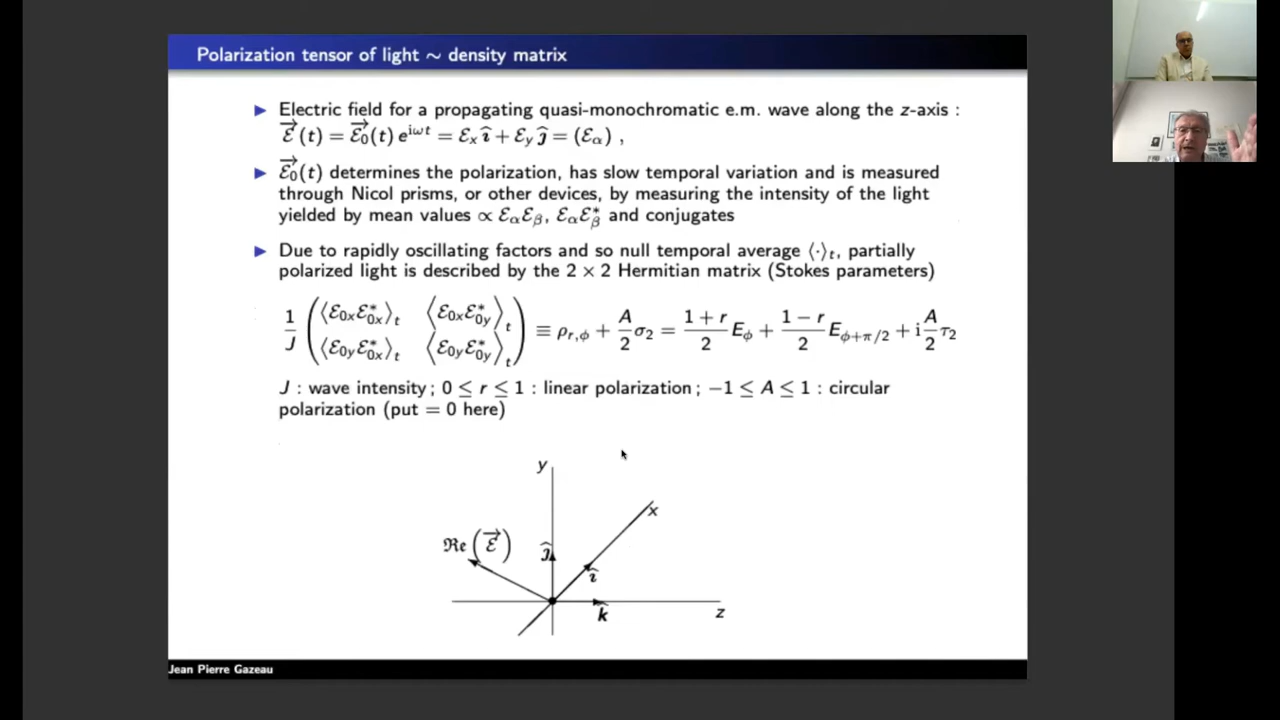 Polarization tensor of light ∼ density matrix
▶ Electric field for a propagating quasi-monochromatic e.m. wave along the z-axis :
$\overrightarrow{\mathcal{E}}(t) = \overrightarrow{\mathcal{E}_0}(t)\, e^{i\omega t} = \mathcal{E}_x \hat{\imath} + \mathcal{E}_y \hat{\jmath} = (\mathcal{E}_\alpha)$ ,
▶ $\overrightarrow{\mathcal{E}_0}(t)$ determines the polarization, has slow temporal variation and is measured
through Nicol prisms, or other devices, by measuring the intensity of the light
yielded by mean values ∝ $\mathcal{E}_\alpha \mathcal{E}_\beta$, $\mathcal{E}_\alpha \mathcal{E}_\beta^*$ and conjugates
▶ Due to rapidly oscillating factors and so null temporal average $\langle \cdot \rangle_t$, partially
polarized light is described by the 2 × 2 Hermitian matrix (Stokes parameters)
$\frac{1}{J} \begin{pmatrix} \langle \mathcal{E}_{0x} \mathcal{E}_{0x}^* \rangle_t & \langle \mathcal{E}_{0x} \mathcal{E}_{0y}^* \rangle_t \\ \langle \mathcal{E}_{0y} \mathcal{E}_{0x}^* \rangle_t & \langle \mathcal{E}_{0y} \mathcal{E}_{0y}^* \rangle_t \end{pmatrix} \equiv \rho_{r,\phi} + \frac{A}{2} \sigma_2 = \frac{1+r}{2} E_\phi + \frac{1-r}{2} E_{\phi+\pi/2} + i \frac{A}{2} \tau_2$
J : wave intensity ; 0 ≤ r ≤ 1 : linear polarization ; −1 ≤ A ≤ 1 : circular
polarization (put = 0 here)
y
x
$\mathfrak{Re}\left(\overrightarrow{\mathcal{E}}\right)$
$\hat{\jmath}$
$\hat{\imath}$
$\hat{k}$
z
Jean Pierre Gazeau